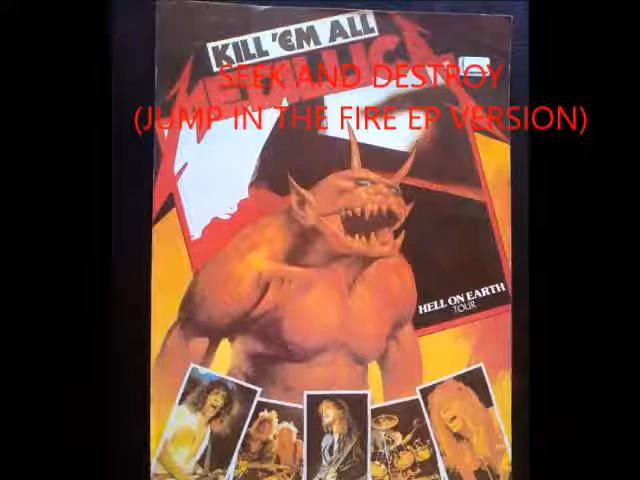 KILL 'EM ALL
METALLICA
SEEK AND DESTROY
(JUMP IN THE FIRE EP VERSION)
HELL ON EARTH
TOUR